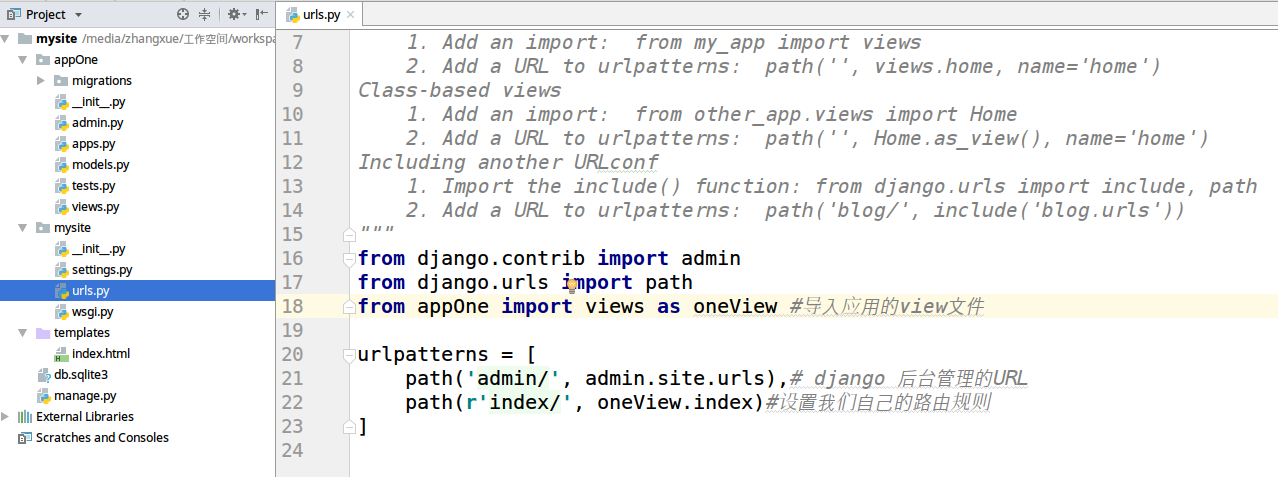 Project
urls.py
mysite /media/zhangxue/工作空间/workspa
appOne
migrations
__init__.py
admin.py
apps.py
models.py
tests.py
views.py
mysite
__init__.py
settings.py
urls.py
wsgi.py
templates
index.html
db.sqlite3
manage.py
External Libraries
Scratches and Consoles
7 1. Add an import:  from my_app import views
8 2. Add a URL to urlpatterns:  path('', views.home, name='home')
9 Class-based views
10 1. Add an import:  from other_app.views import Home
11 2. Add a URL to urlpatterns:  path('', Home.as_view(), name='home')
12 Including another URLconf
13 1. Import the include() function: from django.urls import include, path
14 2. Add a URL to urlpatterns:  path('blog/', include('blog.urls'))
15 """
16 from django.contrib import admin
17 from django.urls import path
18 from appOne import views as oneView #导入应用的view文件
19
20 urlpatterns = [
21 path('admin/', admin.site.urls),# django 后台管理的URL
22 path(r'index/', oneView.index)#设置我们自己的路由规则
23 ]
24